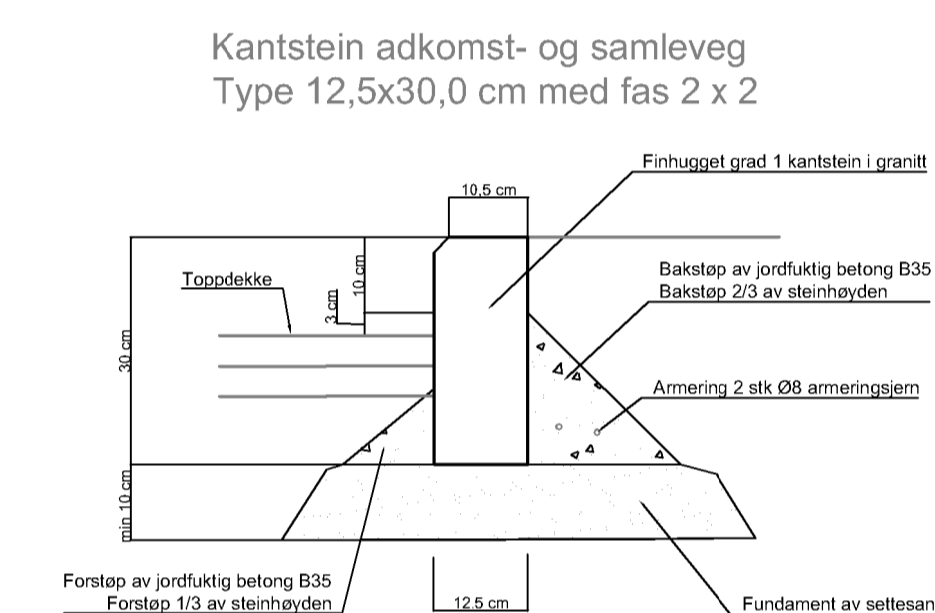 Kantstein adkomst- og samleveg
Type 12,5x30,0 cm med fas 2 x 2
Finhugget grad 1 kantstein i granitt
10,5 cm
Bakstøp av jordfuktig betong B35
Bakstøp 2/3 av steinhøyden
Toppdekke
10 cm
3 cm
30 cm
Armering 2 stk Ø8 armeringsjern
min 10 cm
Forstøp av jordfuktig betong B35
Forstøp 1/3 av steinhøyden
12.5 cm
Fundament av settesan